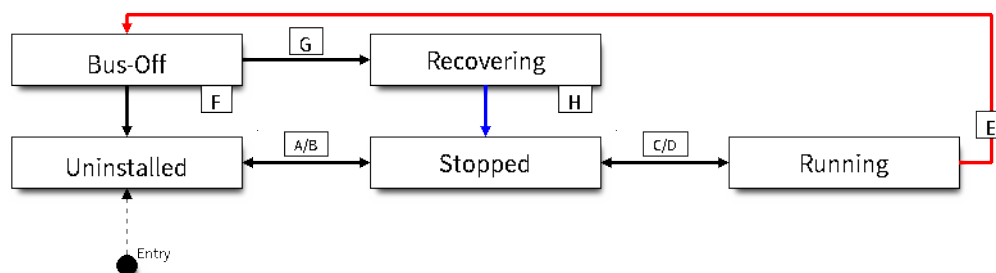 G
Bus-Off
Recovering
F
H
E
A/B
C/D
Uninstalled
Stopped
Running
Entry